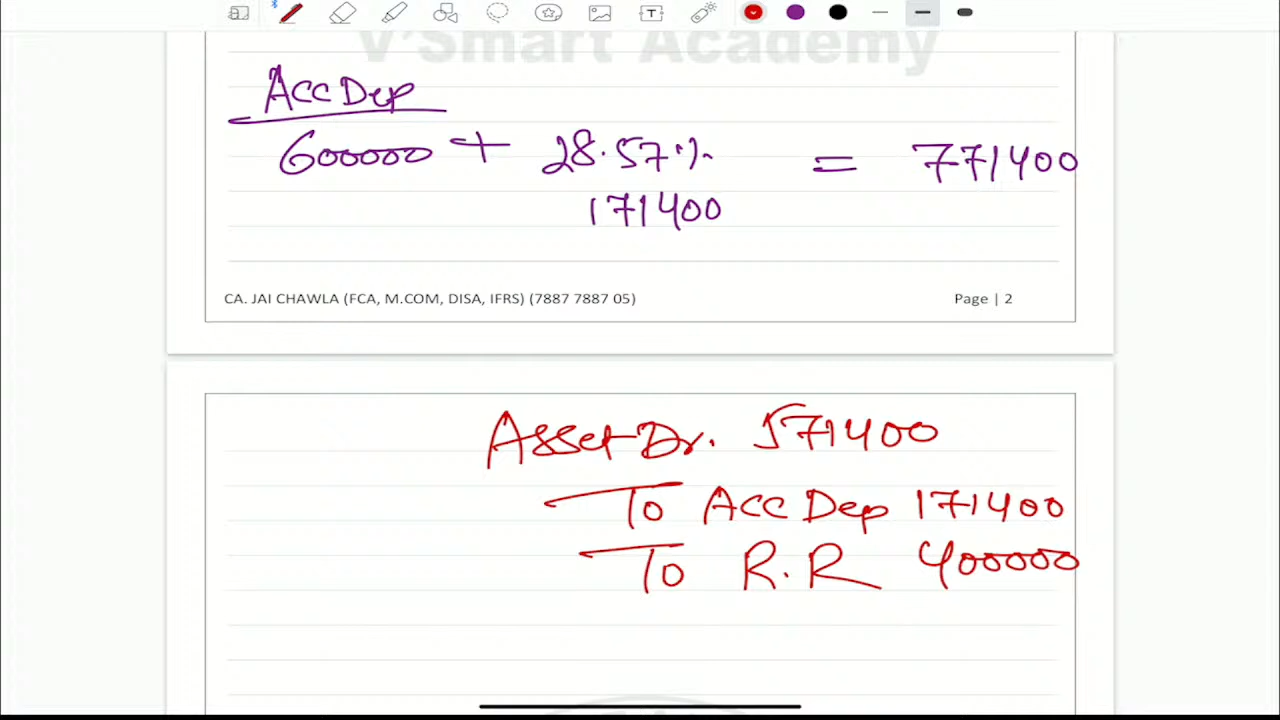 V'Smart Academy
Acc Dep
600000 + 28.57% = 771400
171400
CA. JAI CHAWLA (FCA, M.COM, DISA, IFRS) (7887 7887 05)
Page | 2
Asset Dr. 571400
To Acc Dep 171400
To R.R 400000